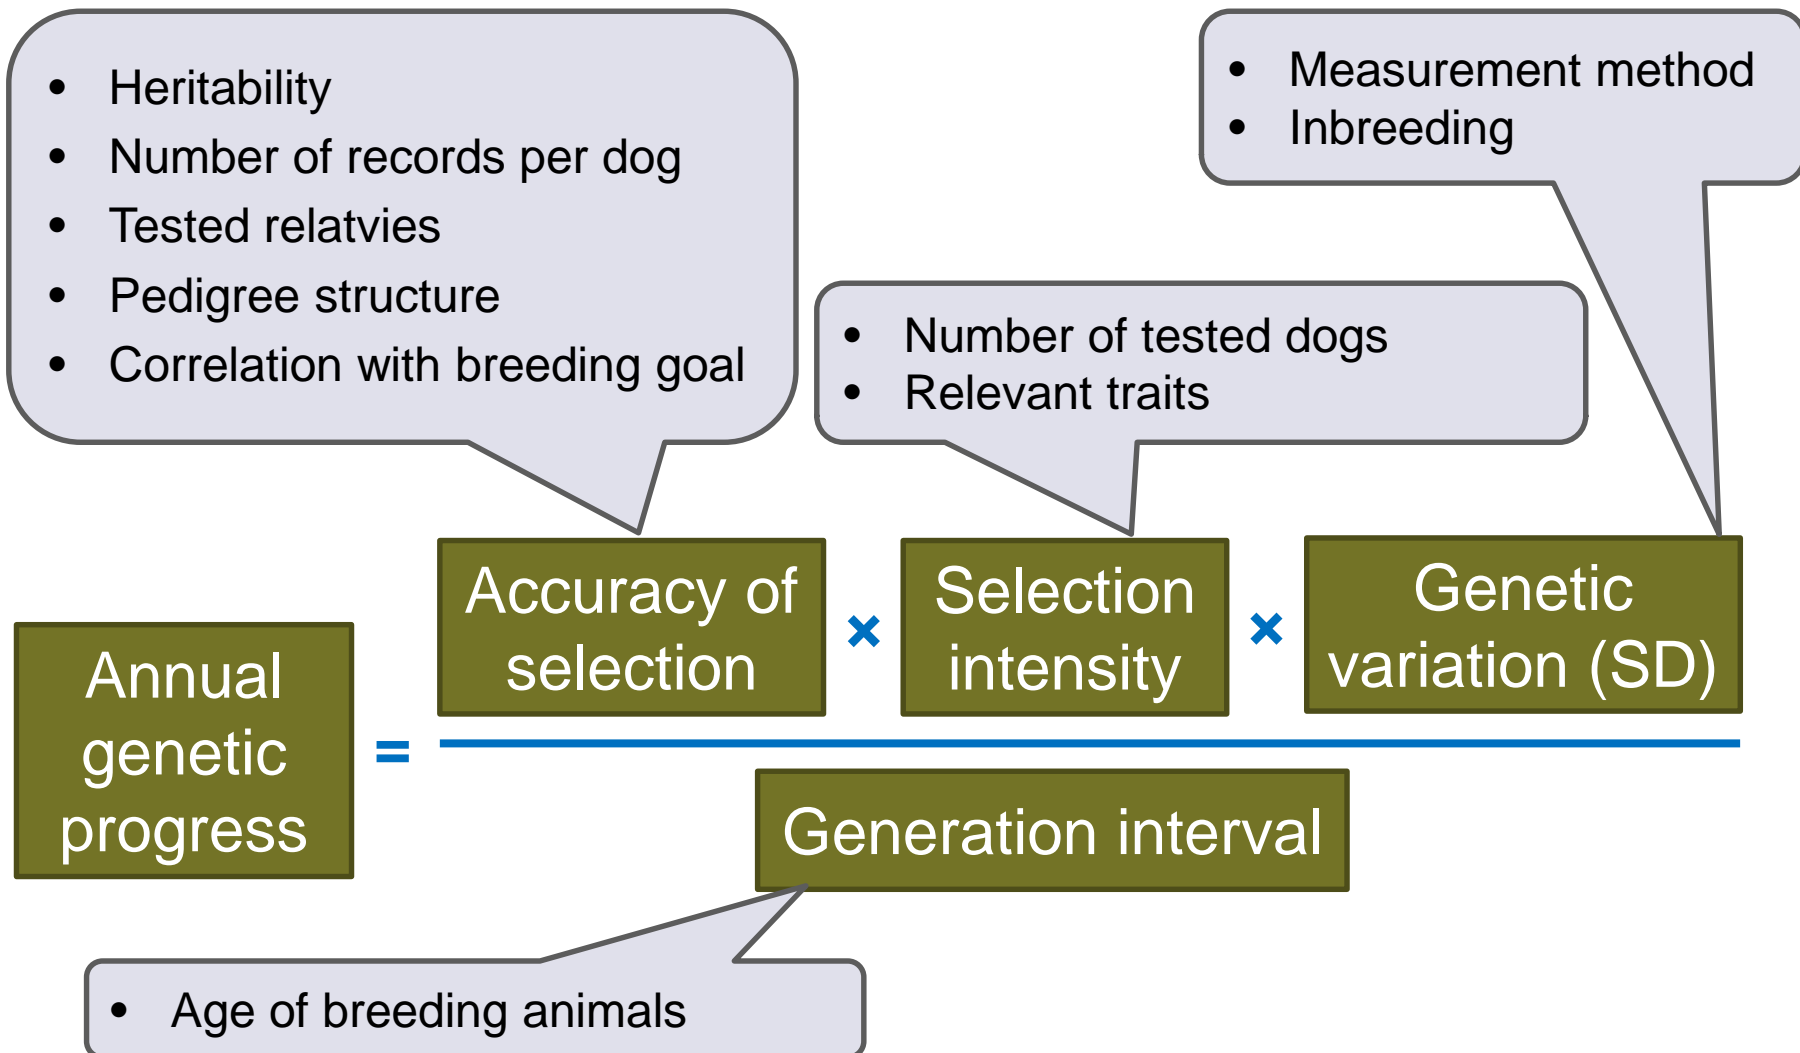 • Heritability
• Number of records per dog
• Tested relatvies
• Pedigree structure
• Correlation with breeding goal
• Measurement method
• Inbreeding
• Number of tested dogs
• Relevant traits
Annual
genetic
progress
=
Accuracy of
selection
×
Selection
intensity
×
Genetic
variation (SD)
Generation interval
• Age of breeding animals